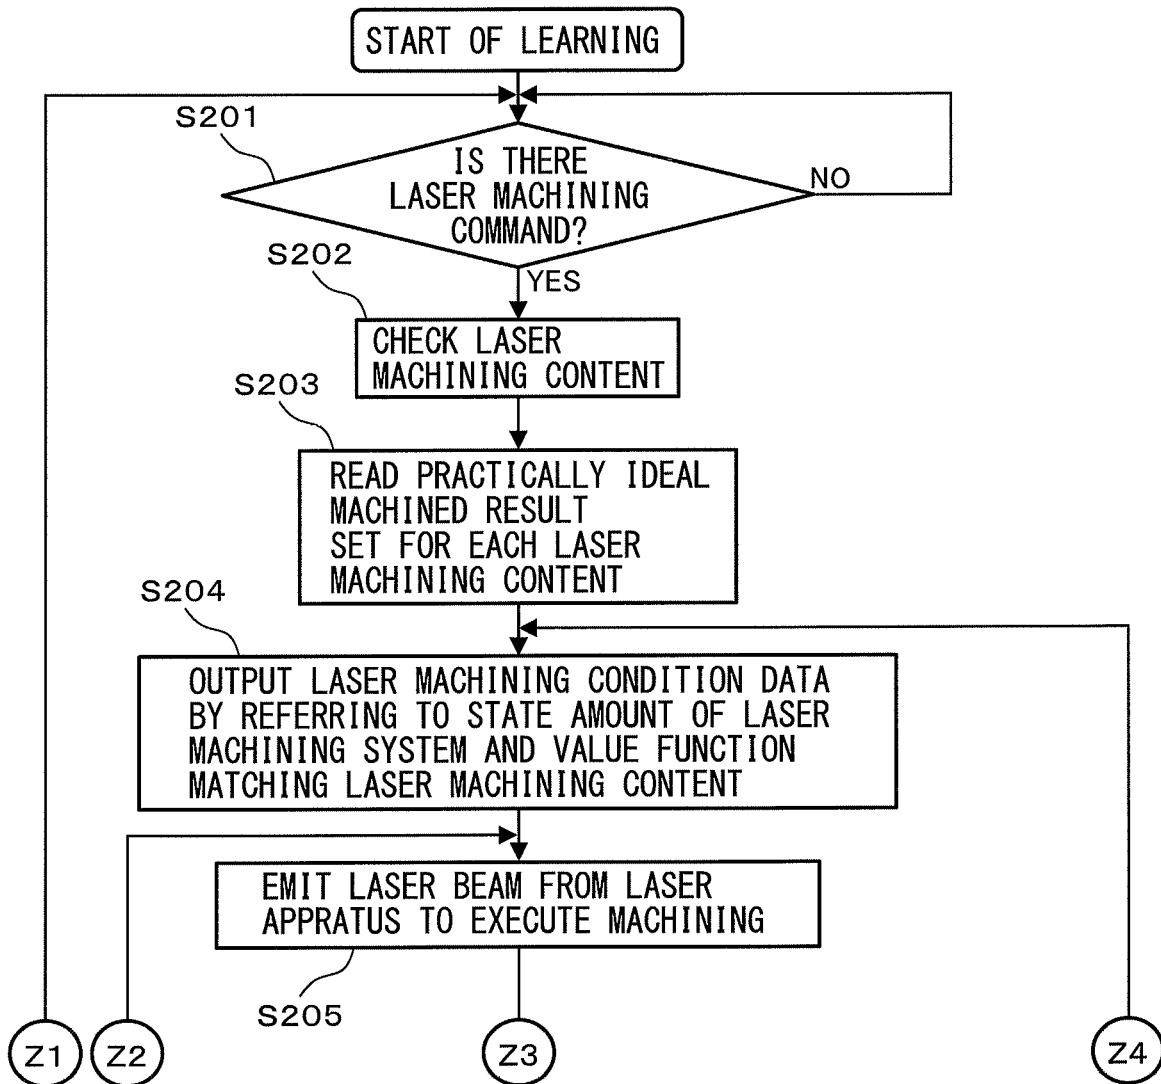 START OF LEARNING
S201
IS THERE
LASER MACHINING
COMMAND?
NO
S202
YES
CHECK LASER
MACHINING CONTENT
S203
READ PRACTICALLY IDEAL
MACHINED RESULT
SET FOR EACH LASER
MACHINING CONTENT
S204
OUTPUT LASER MACHINING CONDITION DATA
BY REFERRING TO STATE AMOUNT OF LASER
MACHINING SYSTEM AND VALUE FUNCTION
MATCHING LASER MACHINING CONTENT
EMIT LASER BEAM FROM LASER
APPRATUS TO EXECUTE MACHINING
S205
Z1 Z2 Z3 Z4